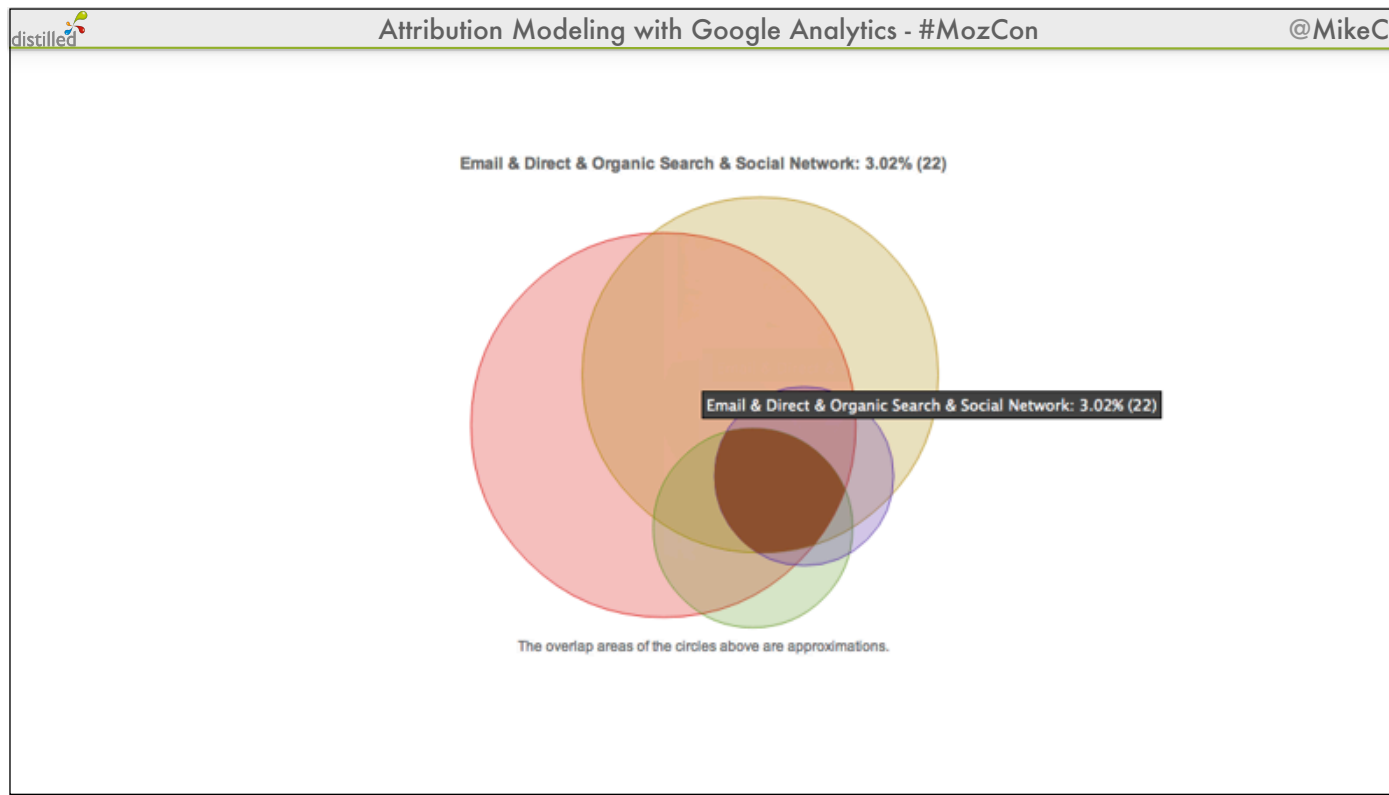 distilled
Attribution Modeling with Google Analytics - #MozCon
@MikeC
Email & Direct & Organic Search & Social Network: 3.02% (22)
Email & Direct & Organic Search & Social Network: 3.02% (22)
The overlap areas of the circles above are approximations.